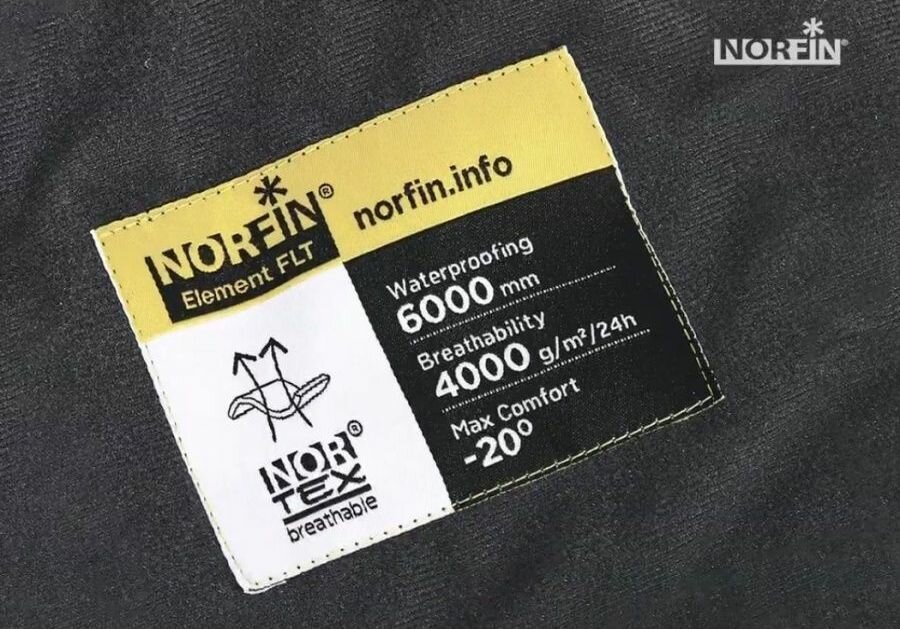 NORFIN®
NORFIN®
Element FLT
norfin.info
Waterproofing
6000 mm
Breathability
4000 g/m²/24h
Max Comfort
-20°
NOR®
TEX
breathable